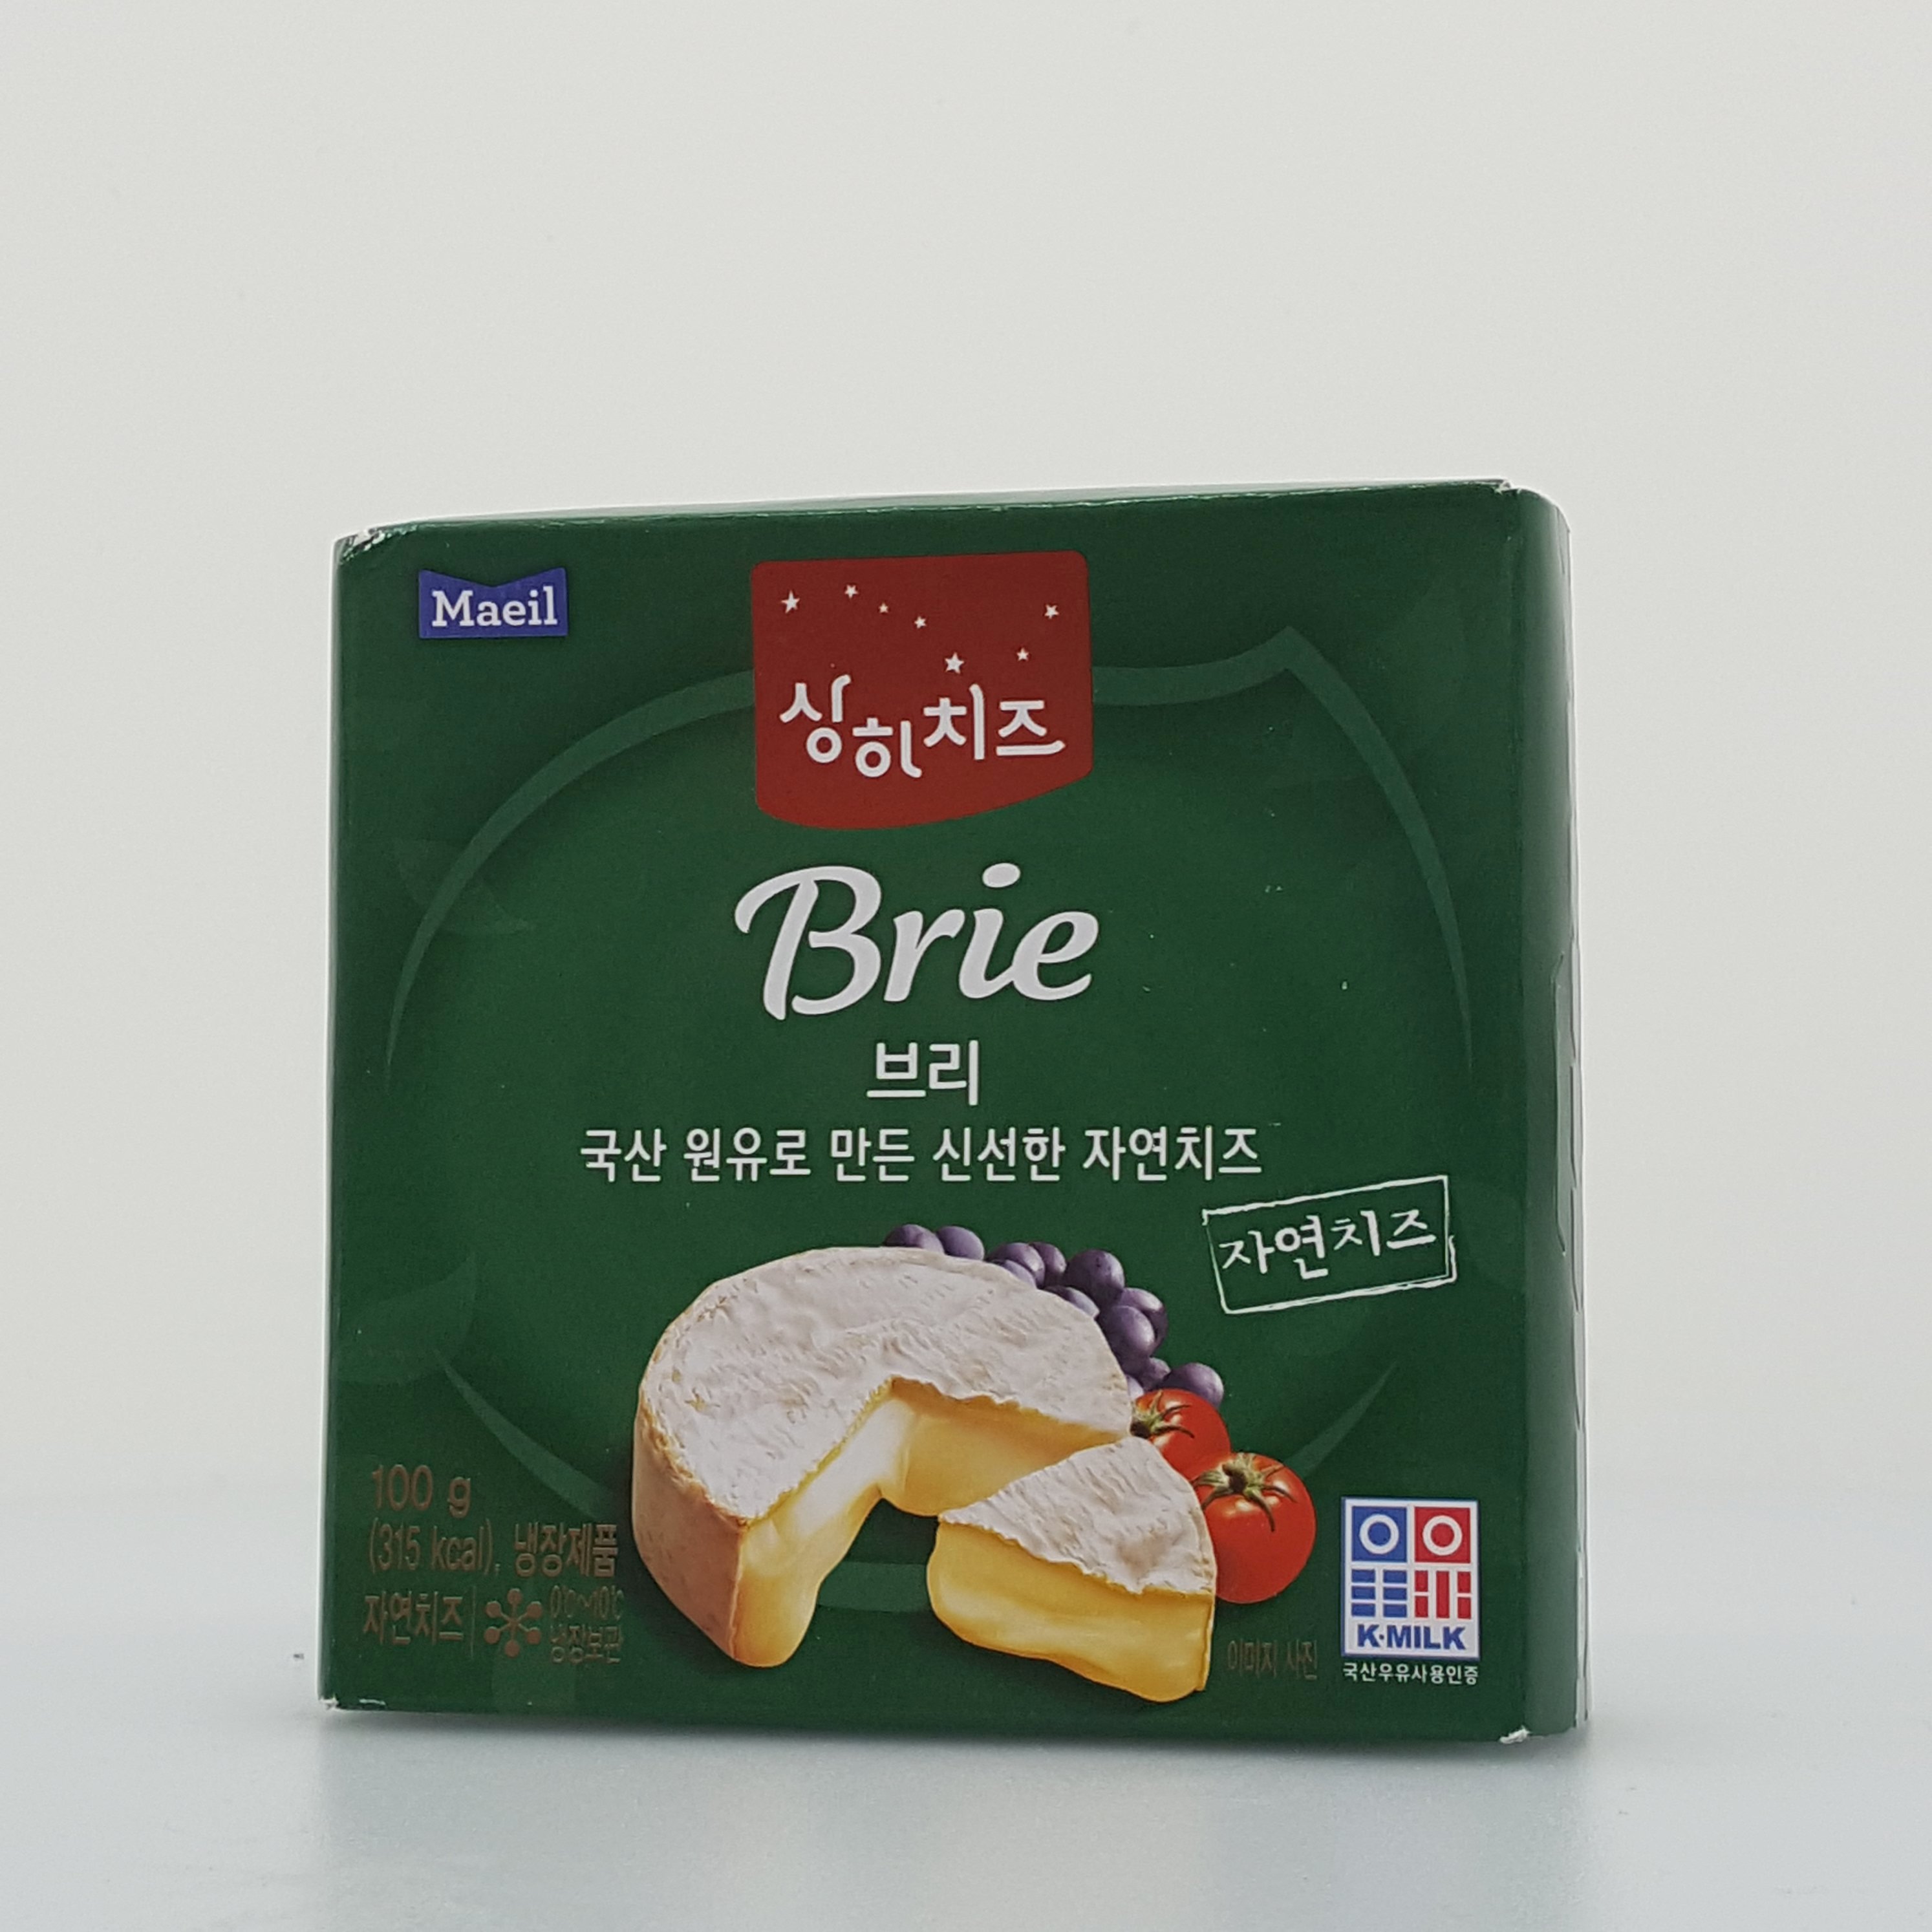 Maeil
상하치즈
Brie
브리
국산 원유로 만든 신선한 자연치즈
자연치즈
100 g
(315 kcal), 냉장제품
자연치즈 0℃~10℃
냉장보관
이미지 사진
K·MILK
국산우유사용인증